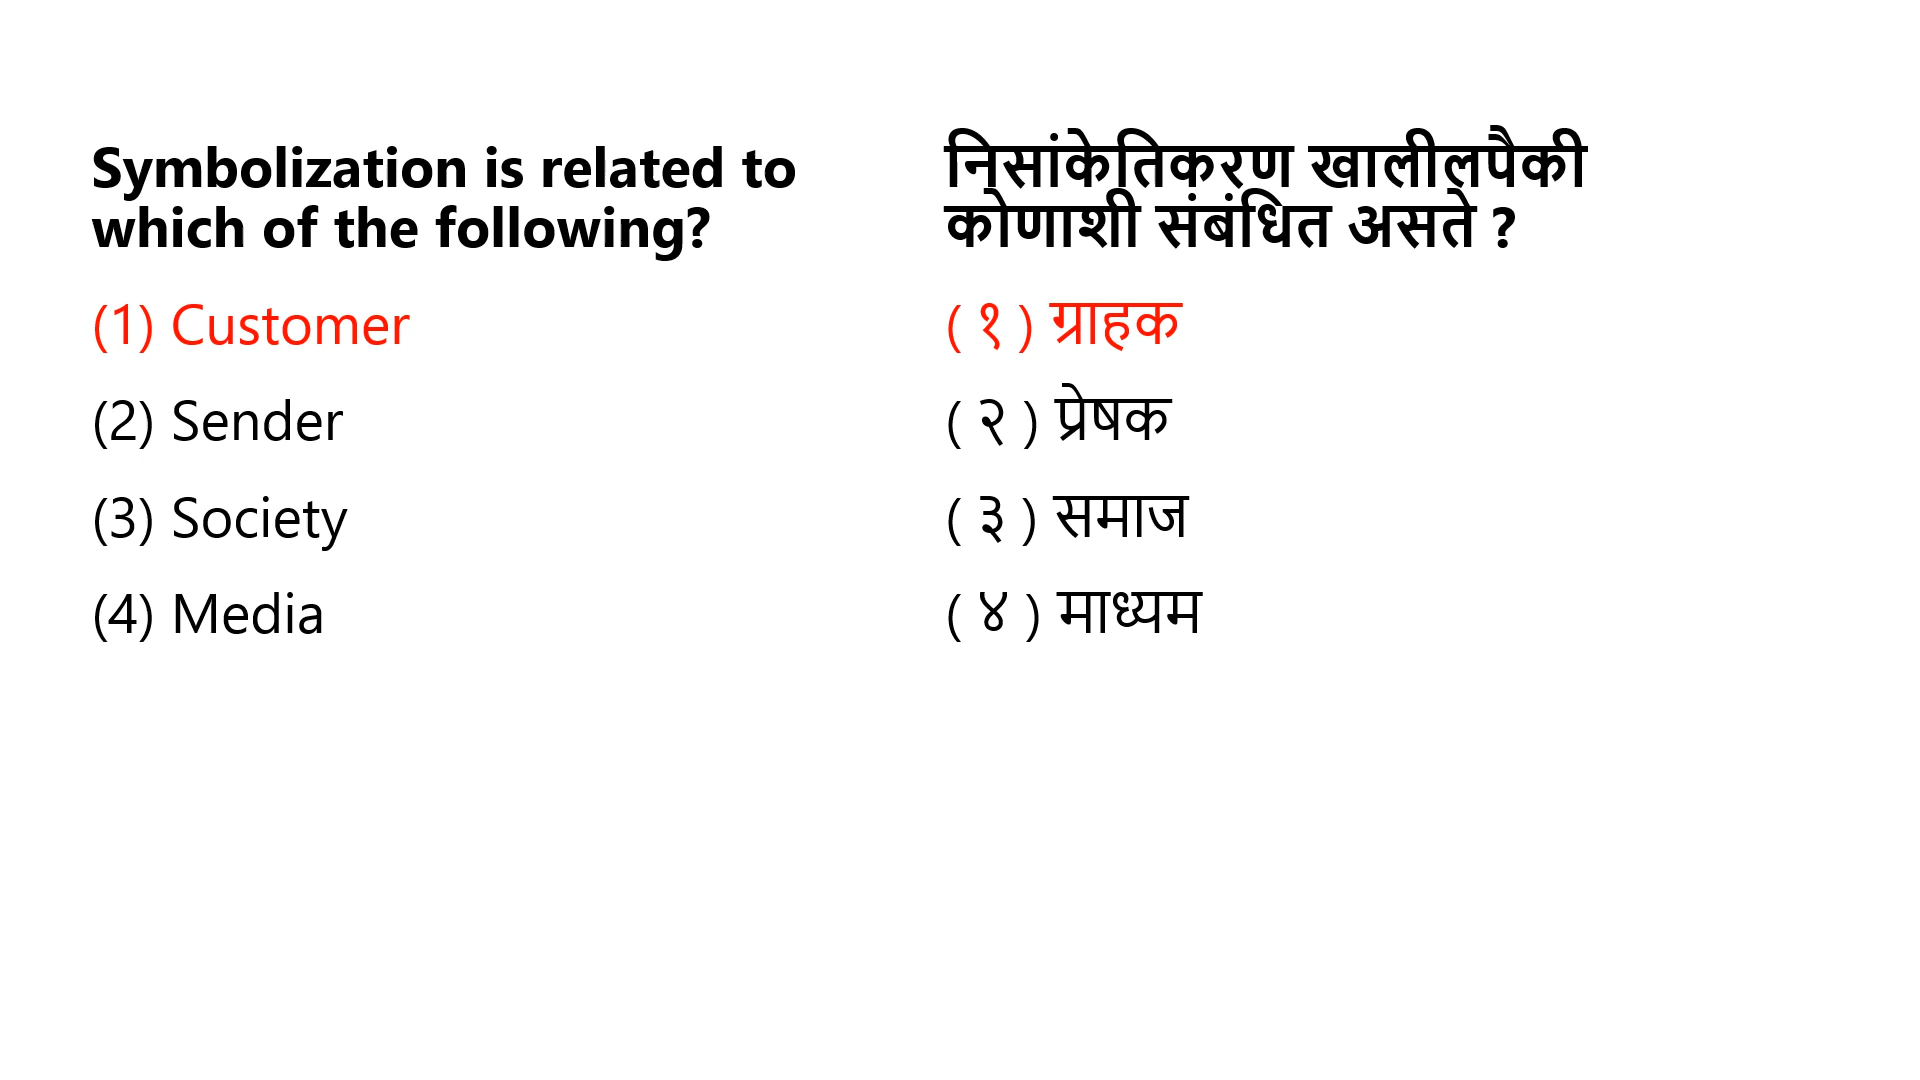 Symbolization is related to
which of the following?
(1) Customer
(2) Sender
(3) Society
(4) Media
निसांकेतिकरण खालीलपैकी
कोणाशी संबंधित असते ?
( १ ) ग्राहक
( २ ) प्रेषक
( ३ ) समाज
( ४ ) माध्यम